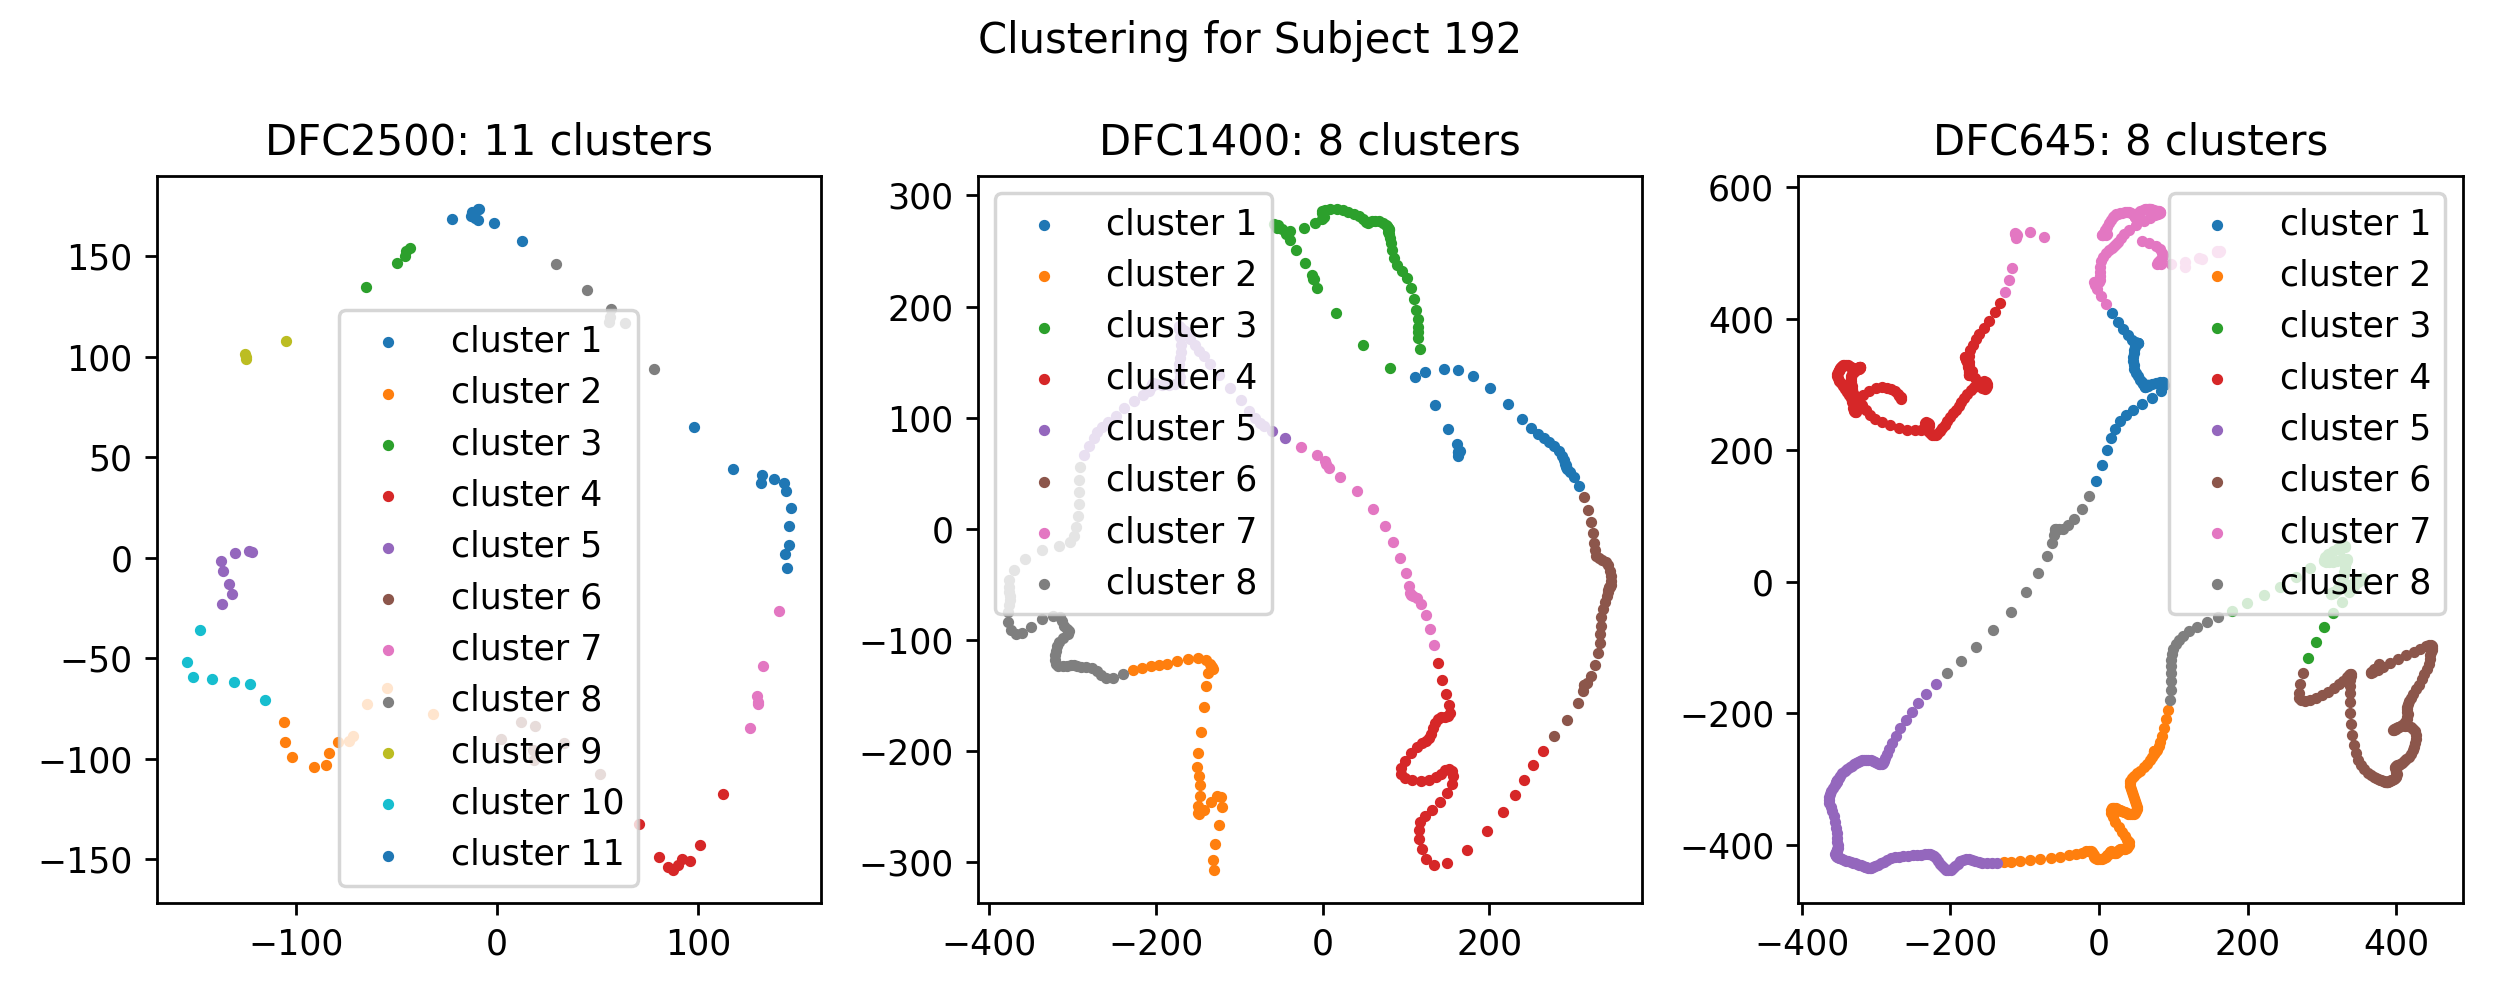 Clustering for Subject 192
DFC2500: 11 clusters
150
100
50
0
−50
−100
−150
−100
0
100
cluster 1
cluster 2
cluster 3
cluster 4
cluster 5
cluster 6
cluster 7
cluster 8
cluster 9
cluster 10
cluster 11
DFC1400: 8 clusters
300
200
100
0
−100
−200
−300
−400
−200
0
200
cluster 1
cluster 2
cluster 3
cluster 4
cluster 5
cluster 6
cluster 7
cluster 8
DFC645: 8 clusters
600
400
200
0
−200
−400
−400
−200
0
200
400
cluster 1
cluster 2
cluster 3
cluster 4
cluster 5
cluster 6
cluster 7
cluster 8